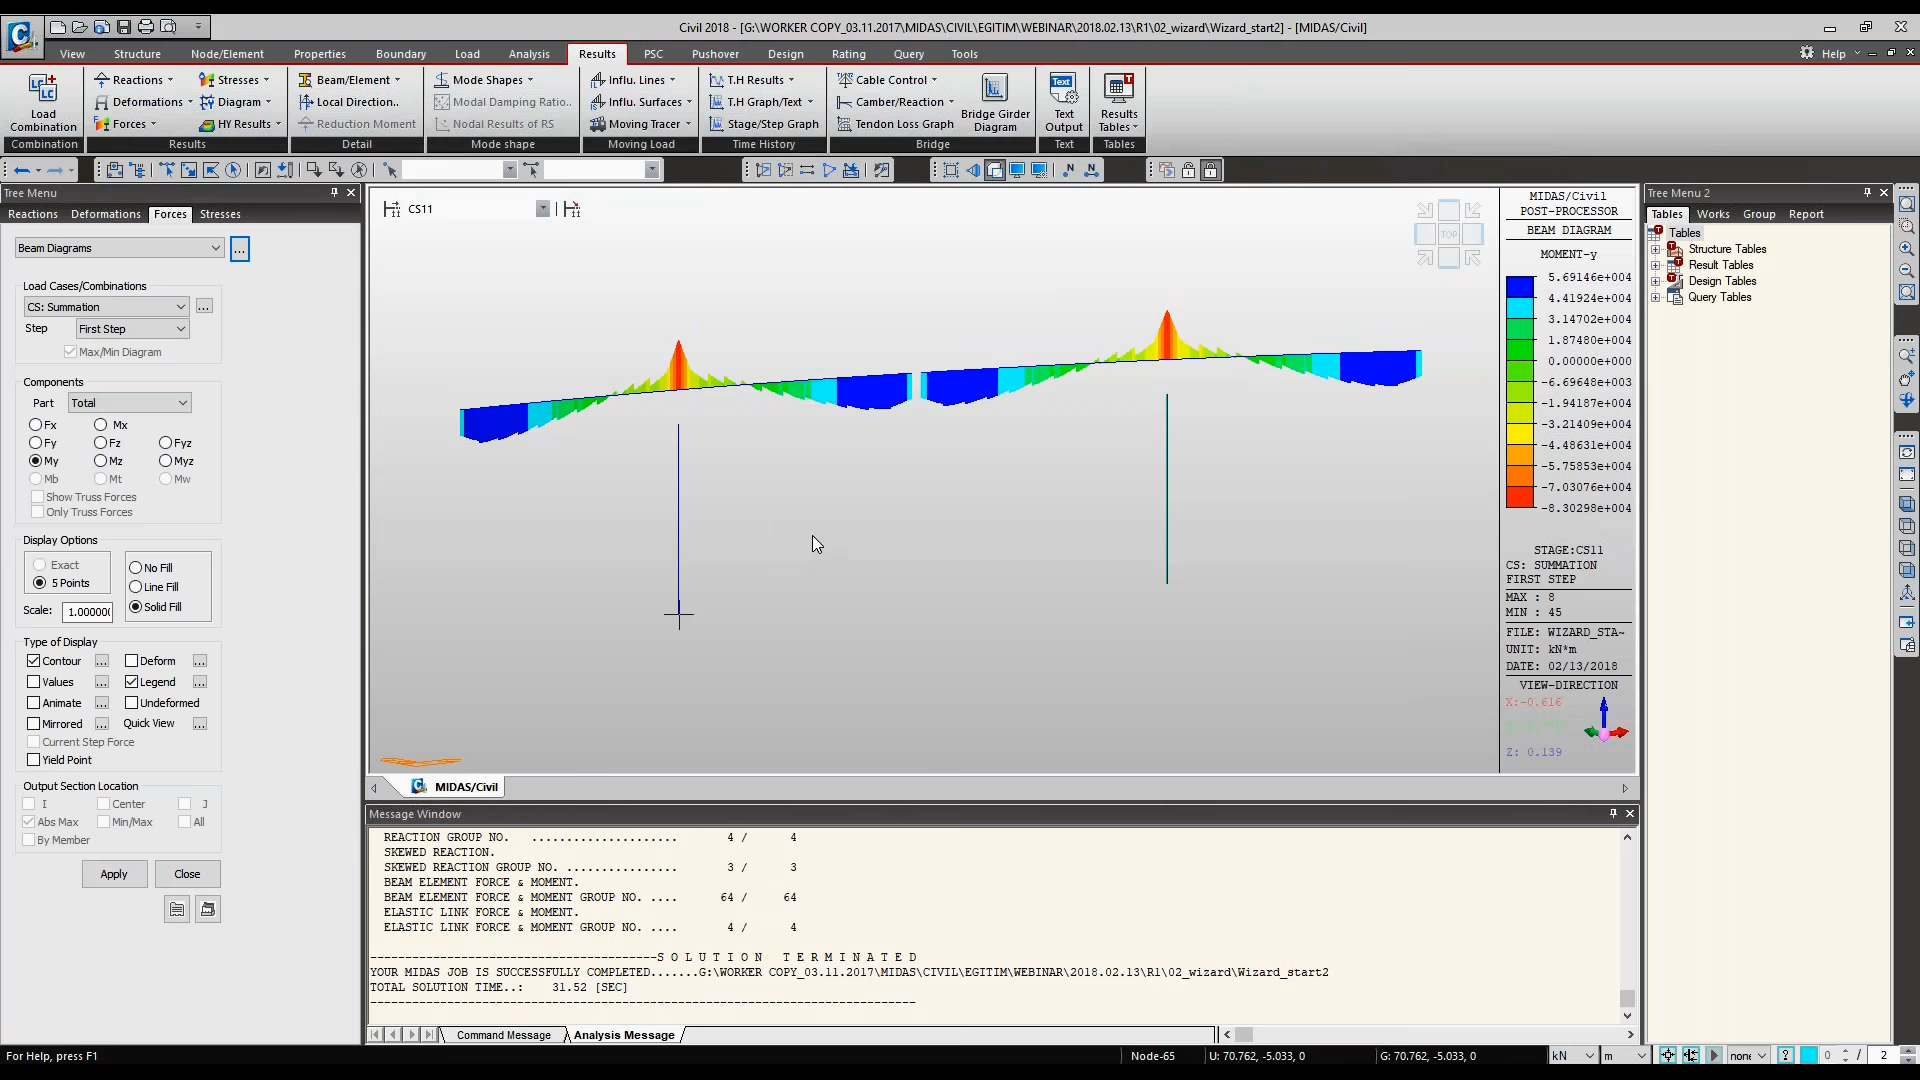 Civil 2018 - [G:\WORKER COPY_03.11.2017\MIDAS\CIVIL\EGITIM\WEBINAR\2018.02.13\R1\02_wizard\Wizard_start2] - [MIDAS/Civil]
View Structure Node/Element Properties Boundary Load Analysis Results PSC Pushover Design Rating Query Tools Help
Reactions Stresses Beam/Element Mode Shapes Influ. Lines T.H Results Cable Control
Deformations Diagram Local Direction.. Modal Damping Ratio.. Influ. Surfaces T.H Graph/Text Camber/Reaction
Forces HY Results Reduction Moment Nodal Results of RS Moving Tracer Stage/Step Graph Tendon Loss Graph
Load Combination
Bridge Girder Diagram
Text Output
Results Tables
Combination Results Detail Mode shape Moving Load Time History Bridge Text Tables
Tree Menu
Reactions Deformations Forces Stresses
Beam Diagrams ...
Load Cases/Combinations
CS: Summation ...
Step First Step
Max/Min Diagram
Components
Part Total
Fx Mx
Fy Fz Fyz
My Mz Myz
Mb Mt Mw
Show Truss Forces
Only Truss Forces
Display Options
Exact
5 Points
No Fill
Line Fill
Solid Fill
Scale: 1.00000(
Type of Display
Contour ... Deform ...
Values ... Legend ...
Animate ... Undeformed
Mirrored ... Quick View ...
Current Step Force
Yield Point
Output Section Location
I Center J
Abs Max Min/Max All
By Member
Apply Close
CS11
TOP
MIDAS/Civil
POST-PROCESSOR
BEAM DIAGRAM
MOMENT-y
5.69146e+004
4.41924e+004
3.14702e+004
1.87480e+004
0.00000e+000
-6.69648e+003
-1.94187e+004
-3.21409e+004
-4.48631e+004
-5.75853e+004
-7.03076e+004
-8.30298e+004
STAGE:CS11
CS: SUMMATION
FIRST STEP
MAX : 8
MIN : 45
FILE: WIZARD_STA~
UNIT: kN*m
DATE: 02/13/2018
VIEW-DIRECTION
X:-0.616
Z: 0.139
MIDAS/Civil
Message Window
REACTION GROUP NO. ..................... 4 / 4
SKEWED REACTION.
SKEWED REACTION GROUP NO. ................ 3 / 3
BEAM ELEMENT FORCE & MOMENT.
BEAM ELEMENT FORCE & MOMENT GROUP NO. .... 64 / 64
ELASTIC LINK FORCE & MOMENT.
ELASTIC LINK FORCE & MOMENT GROUP NO. .... 4 / 4
-----------------------------------------S O L U T I O N   T E R M I N A T E D
YOUR MIDAS JOB IS SUCCESSFULLY COMPLETED.......G:\WORKER COPY_03.11.2017\MIDAS\CIVIL\EGITIM\WEBINAR\2018.02.13\R1\02_wizard\Wizard_start2
TOTAL SOLUTION TIME..: 31.52 [SEC]
Command Message Analysis Message
Tree Menu 2
Tables Works Group Report
Tables
Structure Tables
Result Tables
Design Tables
Query Tables
For Help, press F1
Node-65 U: 70.762, -5.033, 0 G: 70.762, -5.033, 0 kN m none ? 0 / 2